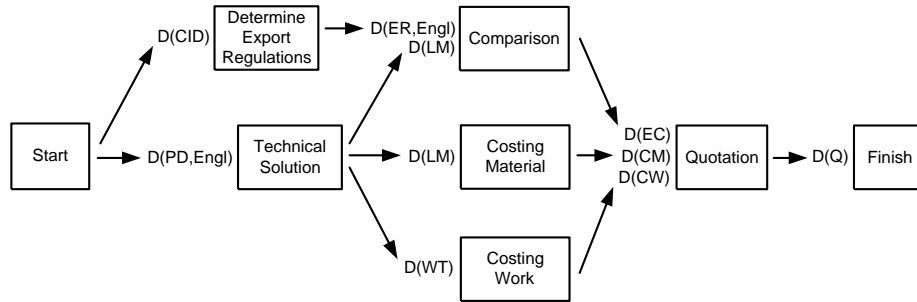 Determine
Export
Regulations
D(CID)
D(ER,Engl)
D(LM)
Comparison
Start
D(PD,Engl)
Technical
Solution
D(LM)
Costing
Material
D(EC)
D(CM)
D(CW)
Quotation
D(Q)
Finish
D(WT)
Costing
Work